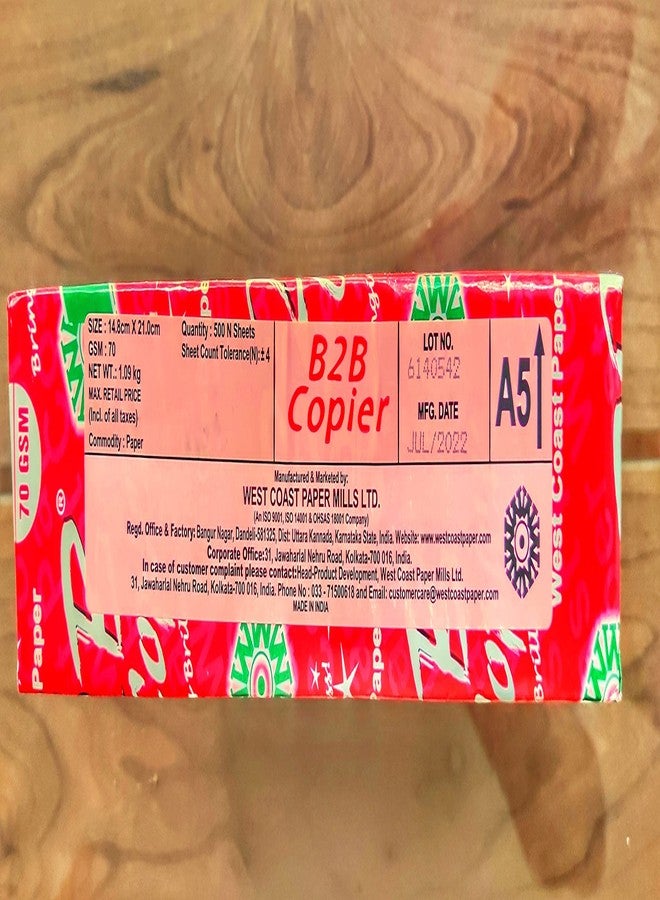 SIZE : 14.8cm X 21.0cm
GSM : 70
NET WT.: 1.09 kg
MAX. RETAIL PRICE
(Incl. of all taxes)
Commodity : Paper
Quantity : 500 N Sheets
Sheet Count Tolerance(N):± 4
B2B
Copier
LOT NO.
6140542
MFG. DATE
JUL/2022
A5
Manufactured & Marketed by:
WEST COAST PAPER MILLS LTD.
(An ISO 9001, ISO 14001 & OHSAS 18001 Company)
Regd. Office & Factory: Bangur Nagar, Dandeli-581325, Dist: Uttara Kannada, Karnataka State, India. Website: www.westcoastpaper.com
Corporate Office:31, Jawaharlal Nehru Road, Kolkata-700 016, India.
In case of customer complaint please contact:Head-Product Development, West Coast Paper Mills Ltd.
31, Jawaharlal Nehru Road, Kolkata-700 016, India. Phone No : 033 - 71500618 and Email: customercare@westcoastpaper.com
MADE IN INDIA
70 GSM
Paper
West Coast Paper